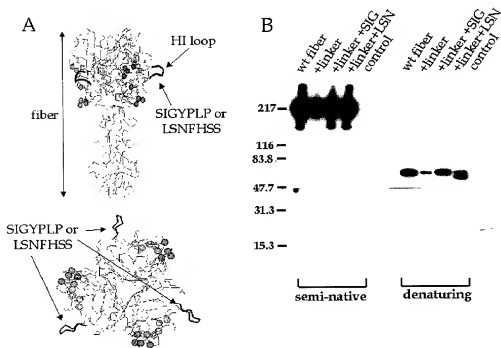 A
HI loop
fiber
SIGYPLP or
LSNFHSS
SIGYPLP or
LSNFHSS
B
wt fiber
+linker
+linker +SIG
+linker+LSN
control
wt fiber
+linker
+linker +SIG
+linker+LSN
control
217
116
83.8
47.7
31.3
15.3
semi-native
denaturing